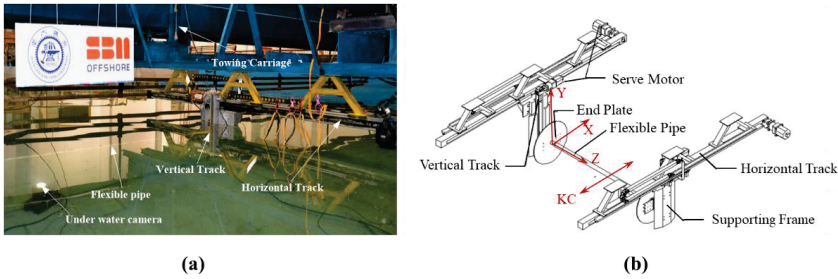 SBM
OFFSHORE
Towing Carriage
Vertical Track
Horizontal Track
Flexible pipe
Under water camera
(a)
Serve Motor
Y
End Plate
X
Flexible Pipe
Vertical Track
Z
Horizontal Track
KC
Supporting Frame
(b)